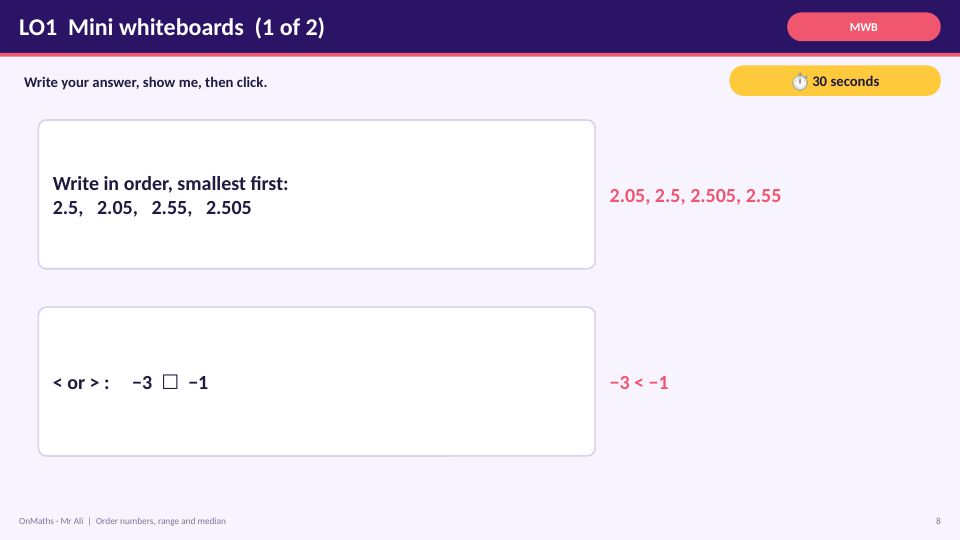 LO1 Mini whiteboards (1 of 2)
MWB
Write your answer, show me, then click.
⏱ 30 seconds
Write in order, smallest first:
2.5, 2.05, 2.55, 2.505
2.05, 2.5, 2.505, 2.55
< or > : −3 ☐ −1
−3 < −1
OnMaths - Mr Ali | Order numbers, range and median
8